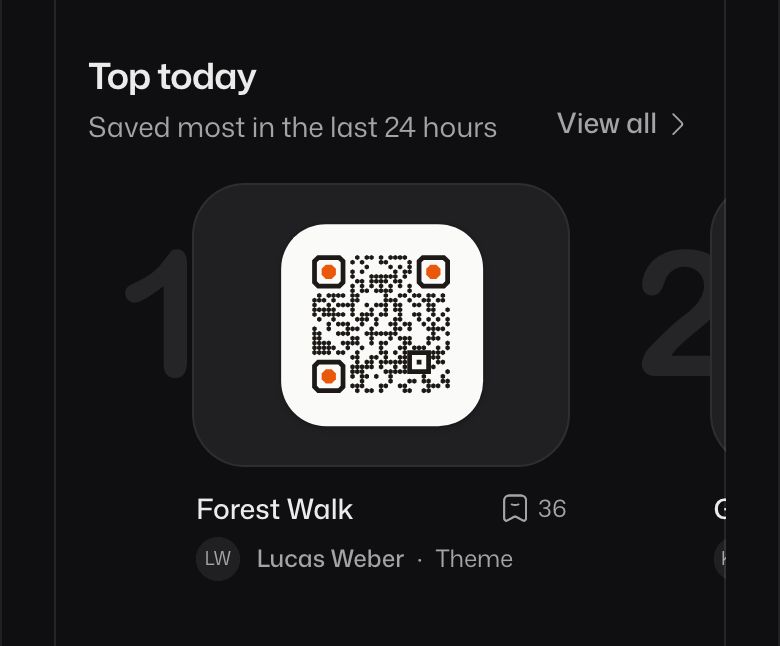 Top today
Saved most in the last 24 hours
View all
1
2
Forest Walk
36
LW
Lucas Weber · Theme